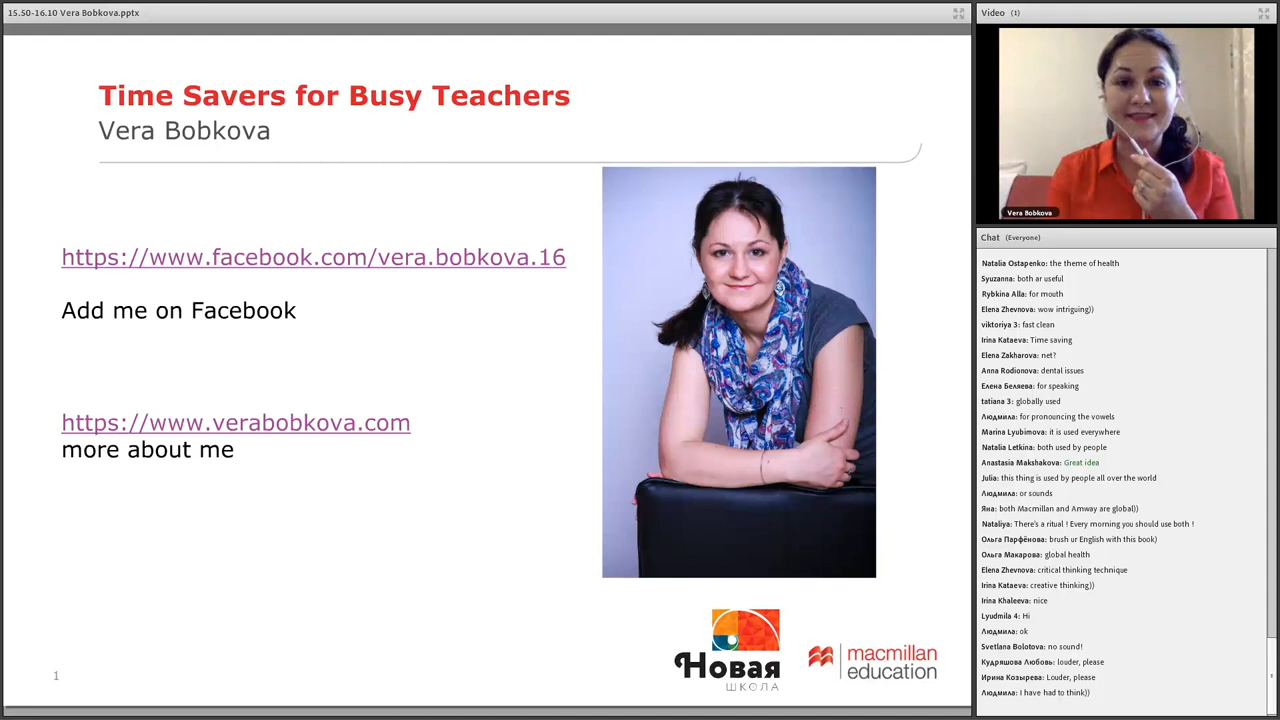 15.50-16.10 Vera Bobkova.pptx
Time Savers for Busy Teachers
Vera Bobkova
https://www.facebook.com/vera.bobkova.16
Add me on Facebook
https://www.verabobkova.com
more about me
Новая
ШКОЛА
macmillan
education
1
Video (1)
Vera Bobkova
Chat (Everyone)
Natalia Ostapenko: the theme of health
Syuzanna: both ar useful
Rybkina Alla: for mouth
Elena Zhevnova: wow intriguing))
viktoriya 3: fast clean
Irina Kataeva: Time saving
Elena Zakharova: net?
Anna Rodionova: dental issues
Елена Беляева: for speaking
tatiana 3: globally used
Людмила: for pronouncing the vowels
Marina Lyubimova: it is used everywhere
Natalia Letkina: both used by people
Anastasia Makshakova: Great idea
Julia: this thing is used by people all over the world
Людмила: or sounds
Яна: both Macmillan and Amway are global))
Nataliya: There's a ritual ! Every morning you should use both !
Ольга Парфёнова: brush ur English with this book)
Ольга Макарова: global health
Elena Zhevnova: critical thinking technique
Irina Kataeva: creative thinking))
Irina Khaleeva: nice
Lyudmila 4: Hi
Людмила: ok
Svetlana Bolotova: no sound!
Кудряшова Любовь: louder, please
Ирина Козырева: Louder, please
Людмила: I have had to think))